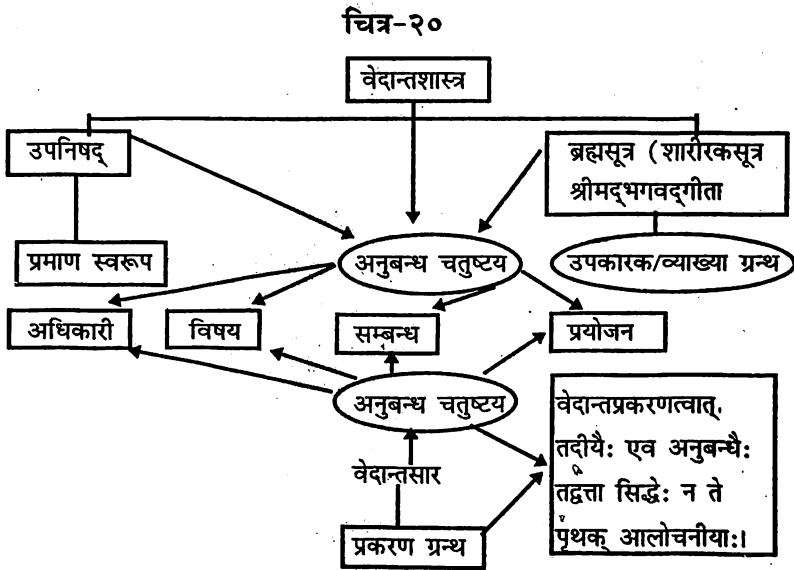 चित्र-२०
वेदान्तशास्त्र
उपनिषद्
ब्रह्मसूत्र (शारीरकसूत्र
श्रीमद्भगवद्गीता
प्रमाण स्वरूप
अनुबन्ध चतुष्टय
उपकारक/व्याख्या ग्रन्थ
अधिकारी
विषय
सम्बन्ध
प्रयोजन
अनुबन्ध चतुष्टय
वेदान्तप्रकरणत्वात्.
तदीयै: एव अनुबन्धै:
तद्वत्ता सिद्धे: न ते
पृथक् आलोचनीया:।
वेदान्तसार
प्रकरण ग्रन्थ